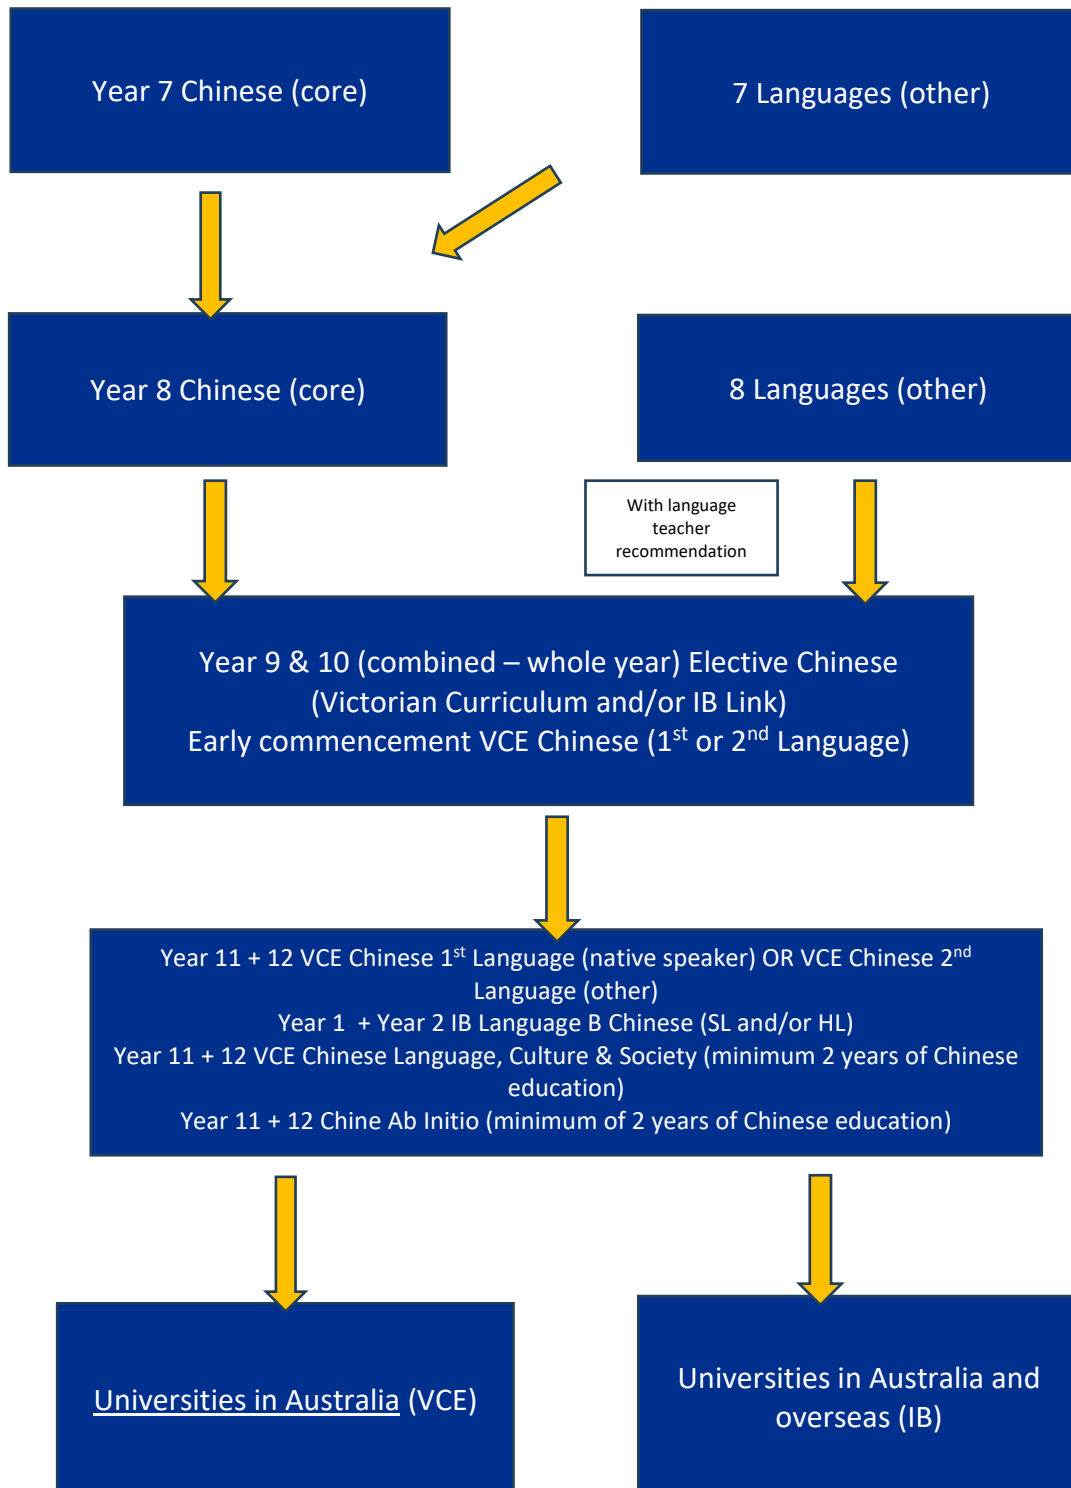 Year 7 Chinese (core)
7 Languages (other)
Year 8 Chinese (core)
8 Languages (other)
With language
teacher
recommendation
Year 9 & 10 (combined – whole year) Elective Chinese
(Victorian Curriculum and/or IB Link)
Early commencement VCE Chinese (1st or 2nd Language)
Year 11 + 12 VCE Chinese 1st Language (native speaker) OR VCE Chinese 2nd
Language (other)
Year 1 + Year 2 IB Language B Chinese (SL and/or HL)
Year 11 + 12 VCE Chinese Language, Culture & Society (minimum 2 years of Chinese
education)
Year 11 + 12 Chine Ab Initio (minimum of 2 years of Chinese education)
Universities in Australia (VCE)
Universities in Australia and
overseas (IB)